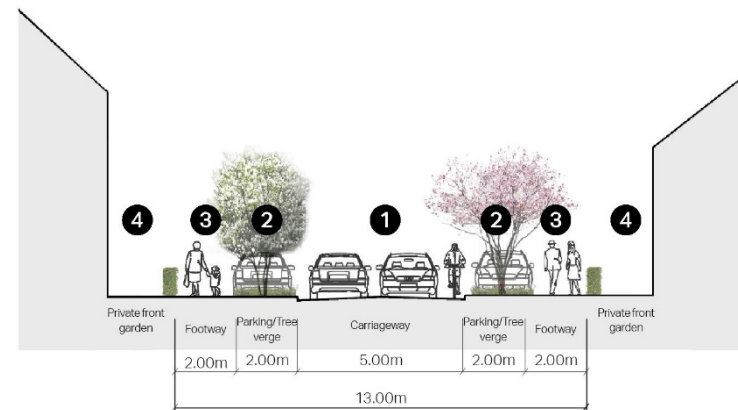 4
3
2
1
2
3
4
Private front
garden
Footway
Parking/Tree
verge
Carriageway
Parking/Tree
verge
Footway
Private front
garden
2.00m
2.00m
5.00m
2.00m
2.00m
13.00m